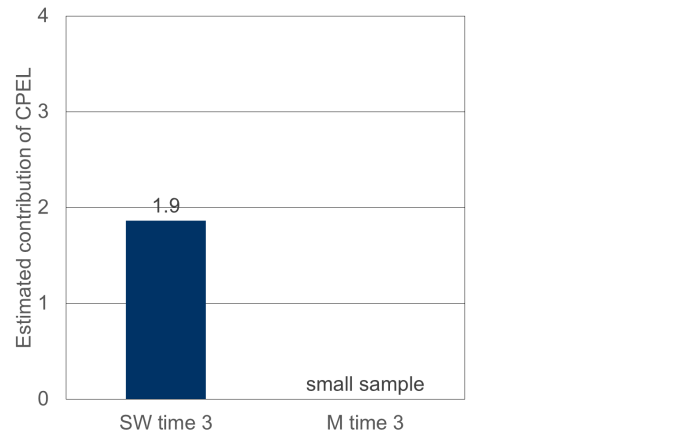 Estimated contribution of CPEL
4
3
2
1
0
1.9
small sample
SW time 3
M time 3